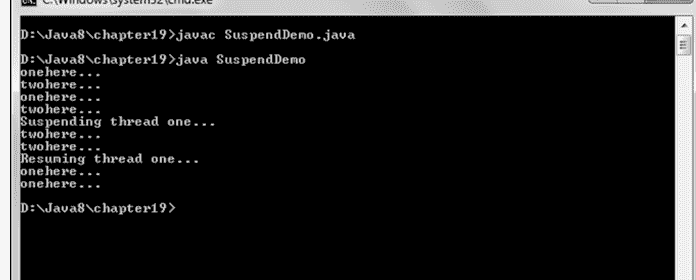 C:\Windows\system32\cmd.exe
D:\Java8\chapter19>javac SuspendDemo.java
D:\Java8\chapter19>java SuspendDemo
onehere...
twohere...
onehere...
twohere...
Suspending thread one...
twohere...
twohere...
Resuming thread one...
onehere...
onehere...
D:\Java8\chapter19>